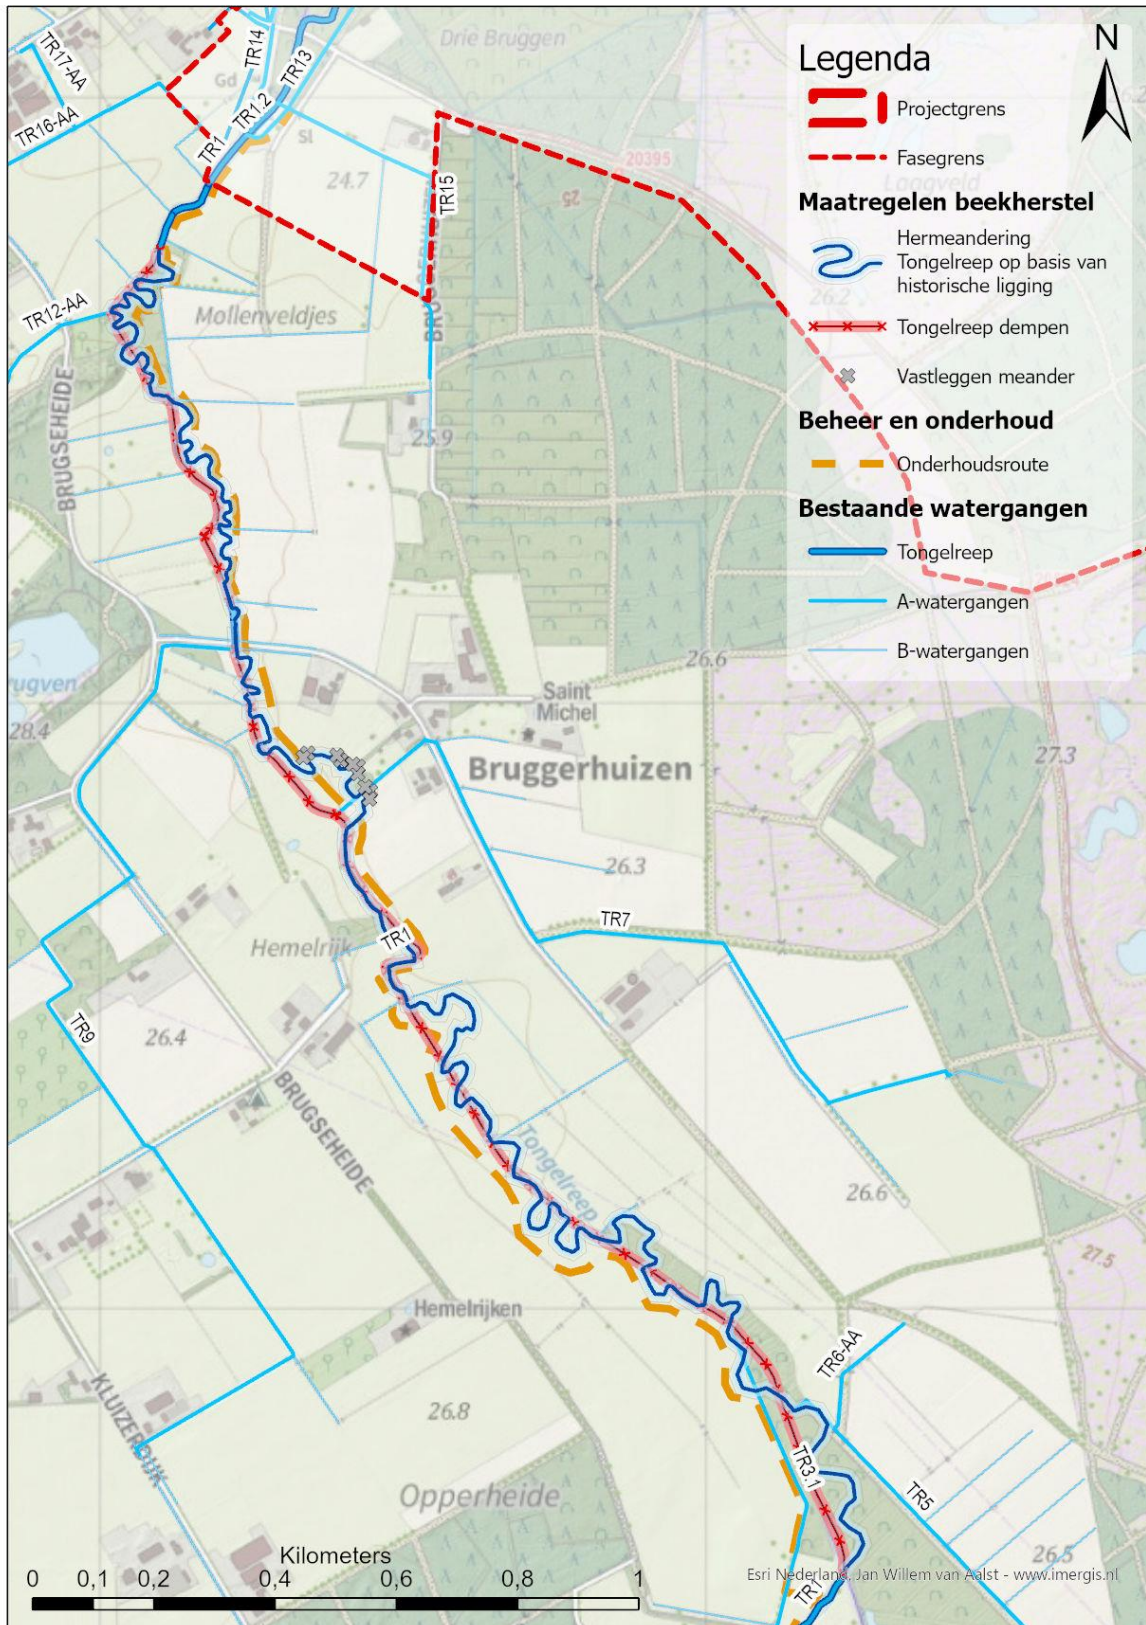 Drie Bruggen
TR17-AA
TR14
TR13
Gd
TR1.2
TR16-AA
TR1
Sl
24.7
TR15
20395
25
Laagveld
26.2
N
Legenda
Projectgrens
Fasegrens
Maatregelen beekherstel
Hermeandering
Tongelreep op basis van
historische ligging
Tongelreep dempen
Vastleggen meander
Beheer en onderhoud
Onderhoudsroute
Bestaande watergangen
Tongelreep
A-watergangen
B-watergangen
TR12-AA
Mollenveldjes
BRUGSEHEIDE
25.9
rugven
28.4
26.6
Saint
Michel
Bruggerhuizen
27.3
26.3
TR7
TR1
Hemelrijk
TR9
26.4
BRUGSEHEIDE
Tongelreep
26.6
27.5
Hemelrijken
TR6-AA
KLUIZERDIJK
26.8
Opperheide
TR3.1
TR5
26.5
TR1
Kilometers
0 0,1 0,2 0,4 0,6 0,8 1
Esri Nederland, Jan Willem van Aalst - www.imergis.nl